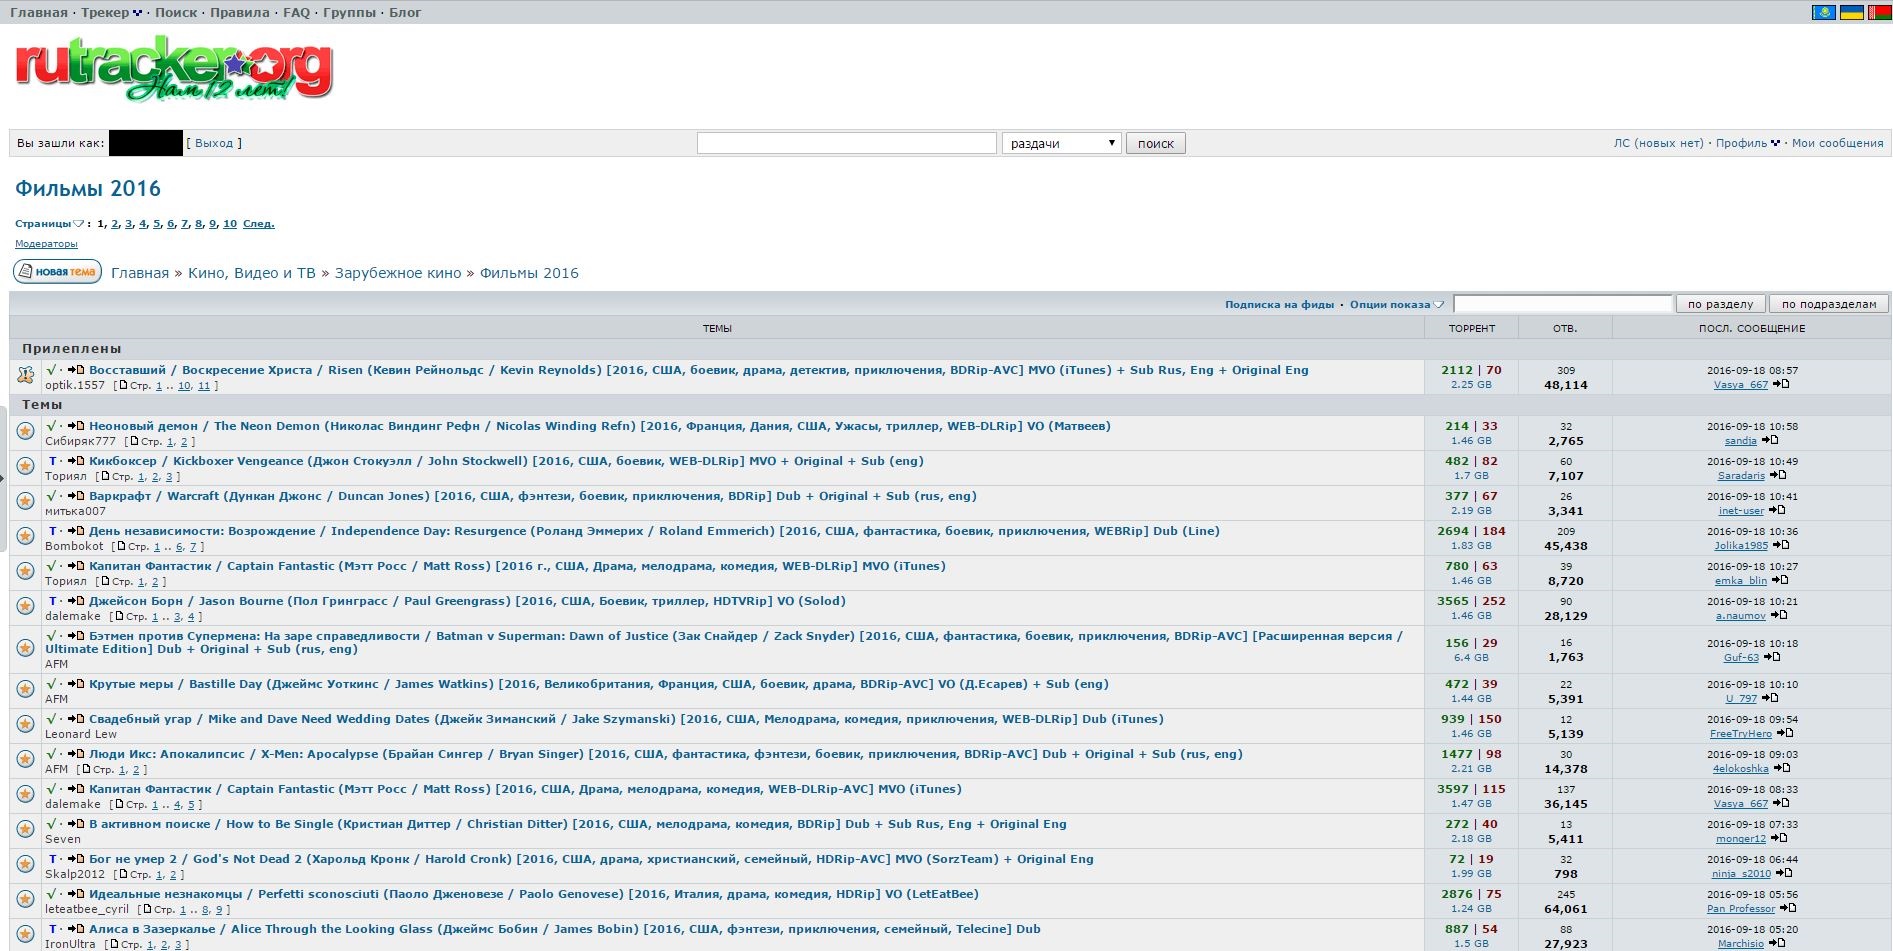 Главная · Трекер · Поиск · Правила · FAQ · Группы · Блог
rutracker.org
Нам 12 лет!
Вы зашли как: [ Выход ] раздачи поиск ЛС (новых нет) · Профиль · Мои сообщения
Фильмы 2016
Страницы : 1, 2, 3, 4, 5, 6, 7, 8, 9, 10 След.
Модераторы
новая тема Главная » Кино, Видео и ТВ » Зарубежное кино » Фильмы 2016
Подписка на фиды · Опции показа по разделу по подразделам
ТЕМЫ ТОРРЕНТ ОТВ. ПОСЛ. СООБЩЕНИЕ
Прилеплены
√ · Восставший / Воскресение Христа / Risen (Кевин Рейнольдс / Kevin Reynolds) [2016, США, боевик, драма, детектив, приключения, BDRip-AVC] MVO (iTunes) + Sub Rus, Eng + Original Eng 2112 | 70 309 2016-09-18 08:57
optik.1557 [ Стр. 1 .. 10, 11 ] 2.25 GB 48,114 Vasya_667
Темы
√ · Неоновый демон / The Neon Demon (Николас Виндинг Рефн / Nicolas Winding Refn) [2016, Франция, Дания, США, Ужасы, триллер, WEB-DLRip] VO (Матвеев) 214 | 33 32 2016-09-18 10:58
Сибиряк777 [ Стр. 1, 2 ] 1.46 GB 2,765 sandja
T · Кикбоксер / Kickboxer Vengeance (Джон Стокуэлл / John Stockwell) [2016, США, боевик, WEB-DLRip] MVO + Original + Sub (eng) 482 | 82 60 2016-09-18 10:49
Ториял [ Стр. 1, 2, 3 ] 1.7 GB 7,107 Saradaris
√ · Варкрафт / Warcraft (Дункан Джонс / Duncan Jones) [2016, США, фэнтези, боевик, приключения, BDRip] Dub + Original + Sub (rus, eng) 377 | 67 26 2016-09-18 10:41
митька007 2.19 GB 3,341 inet-user
T · День независимости: Возрождение / Independence Day: Resurgence (Роланд Эммерих / Roland Emmerich) [2016, США, фантастика, боевик, приключения, WEBRip] Dub (Line) 2694 | 184 209 2016-09-18 10:36
Bombokot [ Стр. 1 .. 6, 7 ] 1.83 GB 45,438 Jolika1985
√ · Капитан Фантастик / Captain Fantastic (Мэтт Росс / Matt Ross) [2016 г., США, Драма, мелодрама, комедия, WEB-DLRip] MVO (iTunes) 780 | 63 39 2016-09-18 10:27
Ториял [ Стр. 1, 2 ] 1.46 GB 8,720 emka_blin
T · Джейсон Борн / Jason Bourne (Пол Гринграсс / Paul Greengrass) [2016, США, Боевик, триллер, HDTVRip] VO (Solod) 3565 | 252 90 2016-09-18 10:21
dalemake [ Стр. 1 .. 3, 4 ] 1.46 GB 28,129 a.naumov
√ · Бэтмен против Супермена: На заре справедливости / Batman v Superman: Dawn of Justice (Зак Снайдер / Zack Snyder) [2016, США, фантастика, боевик, приключения, BDRip-AVC] [Расширенная версия /
Ultimate Edition] Dub + Original + Sub (rus, eng) 156 | 29 16 2016-09-18 10:18
AFM 6.4 GB 1,763 Guf-63
√ · Крутые меры / Bastille Day (Джеймс Уоткинс / James Watkins) [2016, Великобритания, Франция, США, боевик, драма, BDRip-AVC] VO (Д.Есарев) + Sub (eng) 472 | 39 22 2016-09-18 10:10
AFM 1.44 GB 5,391 U_797
√ · Свадебный угар / Mike and Dave Need Wedding Dates (Джейк Зиманский / Jake Szymanski) [2016, США, Мелодрама, комедия, приключения, WEB-DLRip] Dub (iTunes) 939 | 150 12 2016-09-18 09:54
Leonard Lew 1.46 GB 5,139 FreeTryHero
√ · Люди Икс: Апокалипсис / X-Men: Apocalypse (Брайан Сингер / Bryan Singer) [2016, США, фантастика, фэнтези, боевик, приключения, BDRip-AVC] Dub + Original + Sub (rus, eng) 1477 | 98 30 2016-09-18 09:03
AFM [ Стр. 1, 2 ] 2.21 GB 14,378 4elokoshka
√ · Капитан Фантастик / Captain Fantastic (Мэтт Росс / Matt Ross) [2016, США, Драма, мелодрама, комедия, WEB-DLRip-AVC] MVO (iTunes) 3597 | 115 137 2016-09-18 08:33
dalemake [ Стр. 1 .. 4, 5 ] 1.47 GB 36,145 Vasya_667
√ · В активном поиске / How to Be Single (Кристиан Диттер / Christian Ditter) [2016, США, мелодрама, комедия, BDRip] Dub + Sub Rus, Eng + Original Eng 272 | 40 13 2016-09-18 07:33
Seven 2.18 GB 5,411 monger12
T · Бог не умер 2 / God's Not Dead 2 (Харольд Кронк / Harold Cronk) [2016, США, драма, христианский, семейный, HDRip-AVC] MVO (SorzTeam) + Original Eng 72 | 19 32 2016-09-18 06:44
Skalp2012 [ Стр. 1, 2 ] 1.99 GB 798 ninja_s2010
√ · Идеальные незнакомцы / Perfetti sconosciuti (Паоло Дженовезе / Paolo Genovese) [2016, Италия, драма, комедия, HDRip] VO (LetEatBee) 2876 | 75 245 2016-09-18 05:56
leteatbee_cyril [ Стр. 1 .. 8, 9 ] 1.24 GB 64,061 Pan Professor
T · Алиса в Зазеркалье / Alice Through the Looking Glass (Джеймс Бобин / James Bobin) [2016, США, фэнтези, приключения, семейный, Telecine] Dub 887 | 54 88 2016-09-18 05:20
IronUltra [ Стр. 1, 2, 3 ] 1.5 GB 27,923 Marchisio